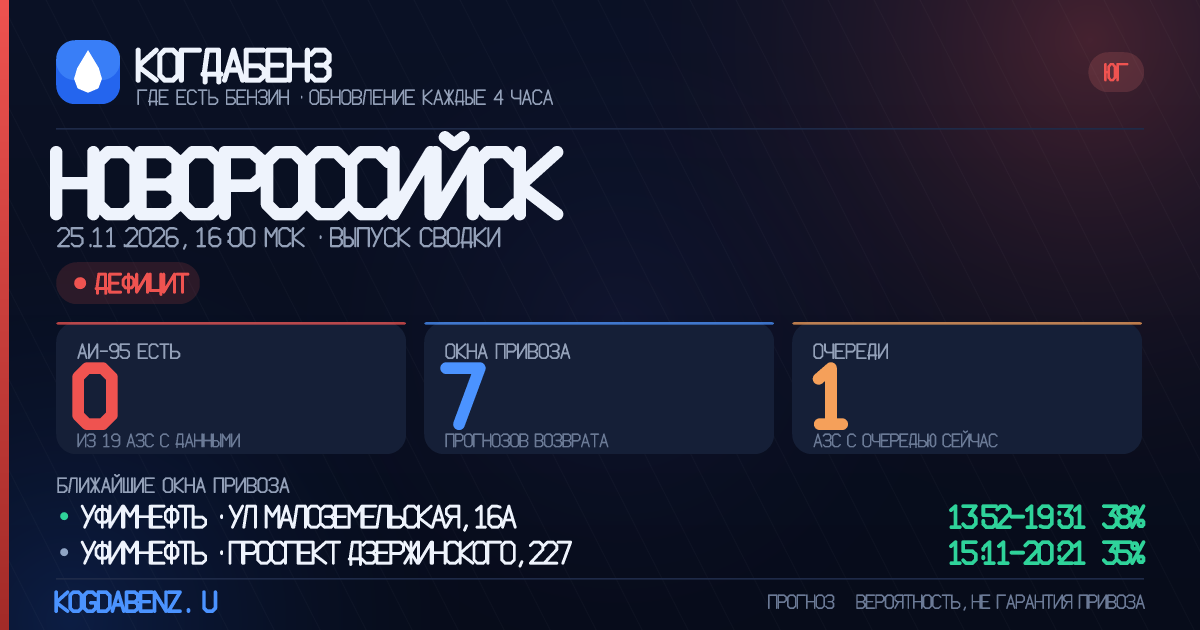 КОГДАБЕНЗ
ГДЕ ЕСТЬ БЕНЗИН · ОБНОВЛЕНИЕ КАЖДЫЕ 4 ЧАСА
ЮГ
НОВОРОССИЙСК
25.11 2026, 16:00 МСК · ВЫПУСК СВОДКИ
• ДЕФИЦИТ
АИ-95 ЕСТЬ
0
ИЗ 19 АЗС С ДАННЫМИ
ОКНА ПРИВОЗА
7
ПРОГНОЗОВ ВОЗВРАТА
ОЧЕРЕДИ
1
АЗС С ОЧЕРЕДЬЮ СЕЙЧАС
БЛИЖАЙШИЕ ОКНА ПРИВОЗА
• УФИМНЕФТЬ · УЛ МАЛОЗЕМЕЛЬСКАЯ, 16А 13:52-19:31 38%
• УФИМНЕФТЬ · ПРОСПЕКТ ДЗЕРЖИНСКОГО, 227 15:11-20:21 35%
KOGDABENZ. U
ПРОГНОЗ ВЕРОЯТНОСТЬ, НЕ ГАРАНТИЯ ПРИВОЗА